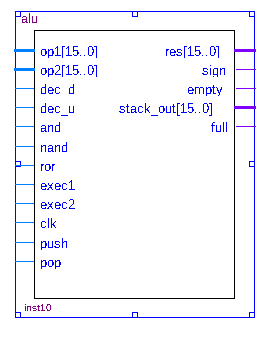 alu
op1[15..0] res[15..0]
op2[15..0] sign
dec_d empty
dec_u stack_out[15..0]
and full
nand
ror
exec1
exec2
clk
push
pop
inst10